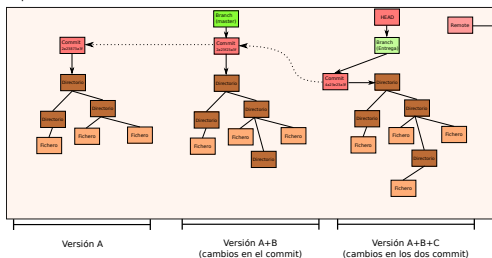 Branch
(master)
HEAD
Remote
Commit
Commit
Branch
(Entrega)
Commit
Directorio
Directorio
Directorio
Directorio
Directorio
Directorio
Directorio
Directorio
Directorio
Fichero
Fichero
Fichero
Fichero
Fichero
Directorio
Fichero
Fichero
Directorio
Fichero
Fichero
Versión A
Versión A+B
(cambios en el commit)
Versión A+B+C
(cambios en los dos commit)